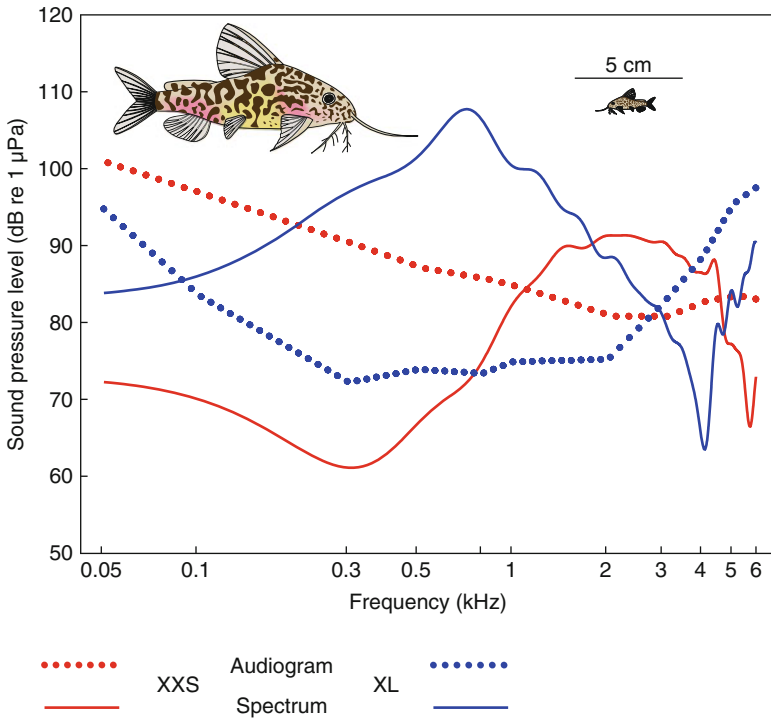 120
110
100
90
80
70
60
50
Sound pressure level (dB re 1 µPa)
5 cm
0.05 0.1 0.3 0.5 1 2 3 4 5 6
Frequency (kHz)
XXS Audiogram XL
Spectrum